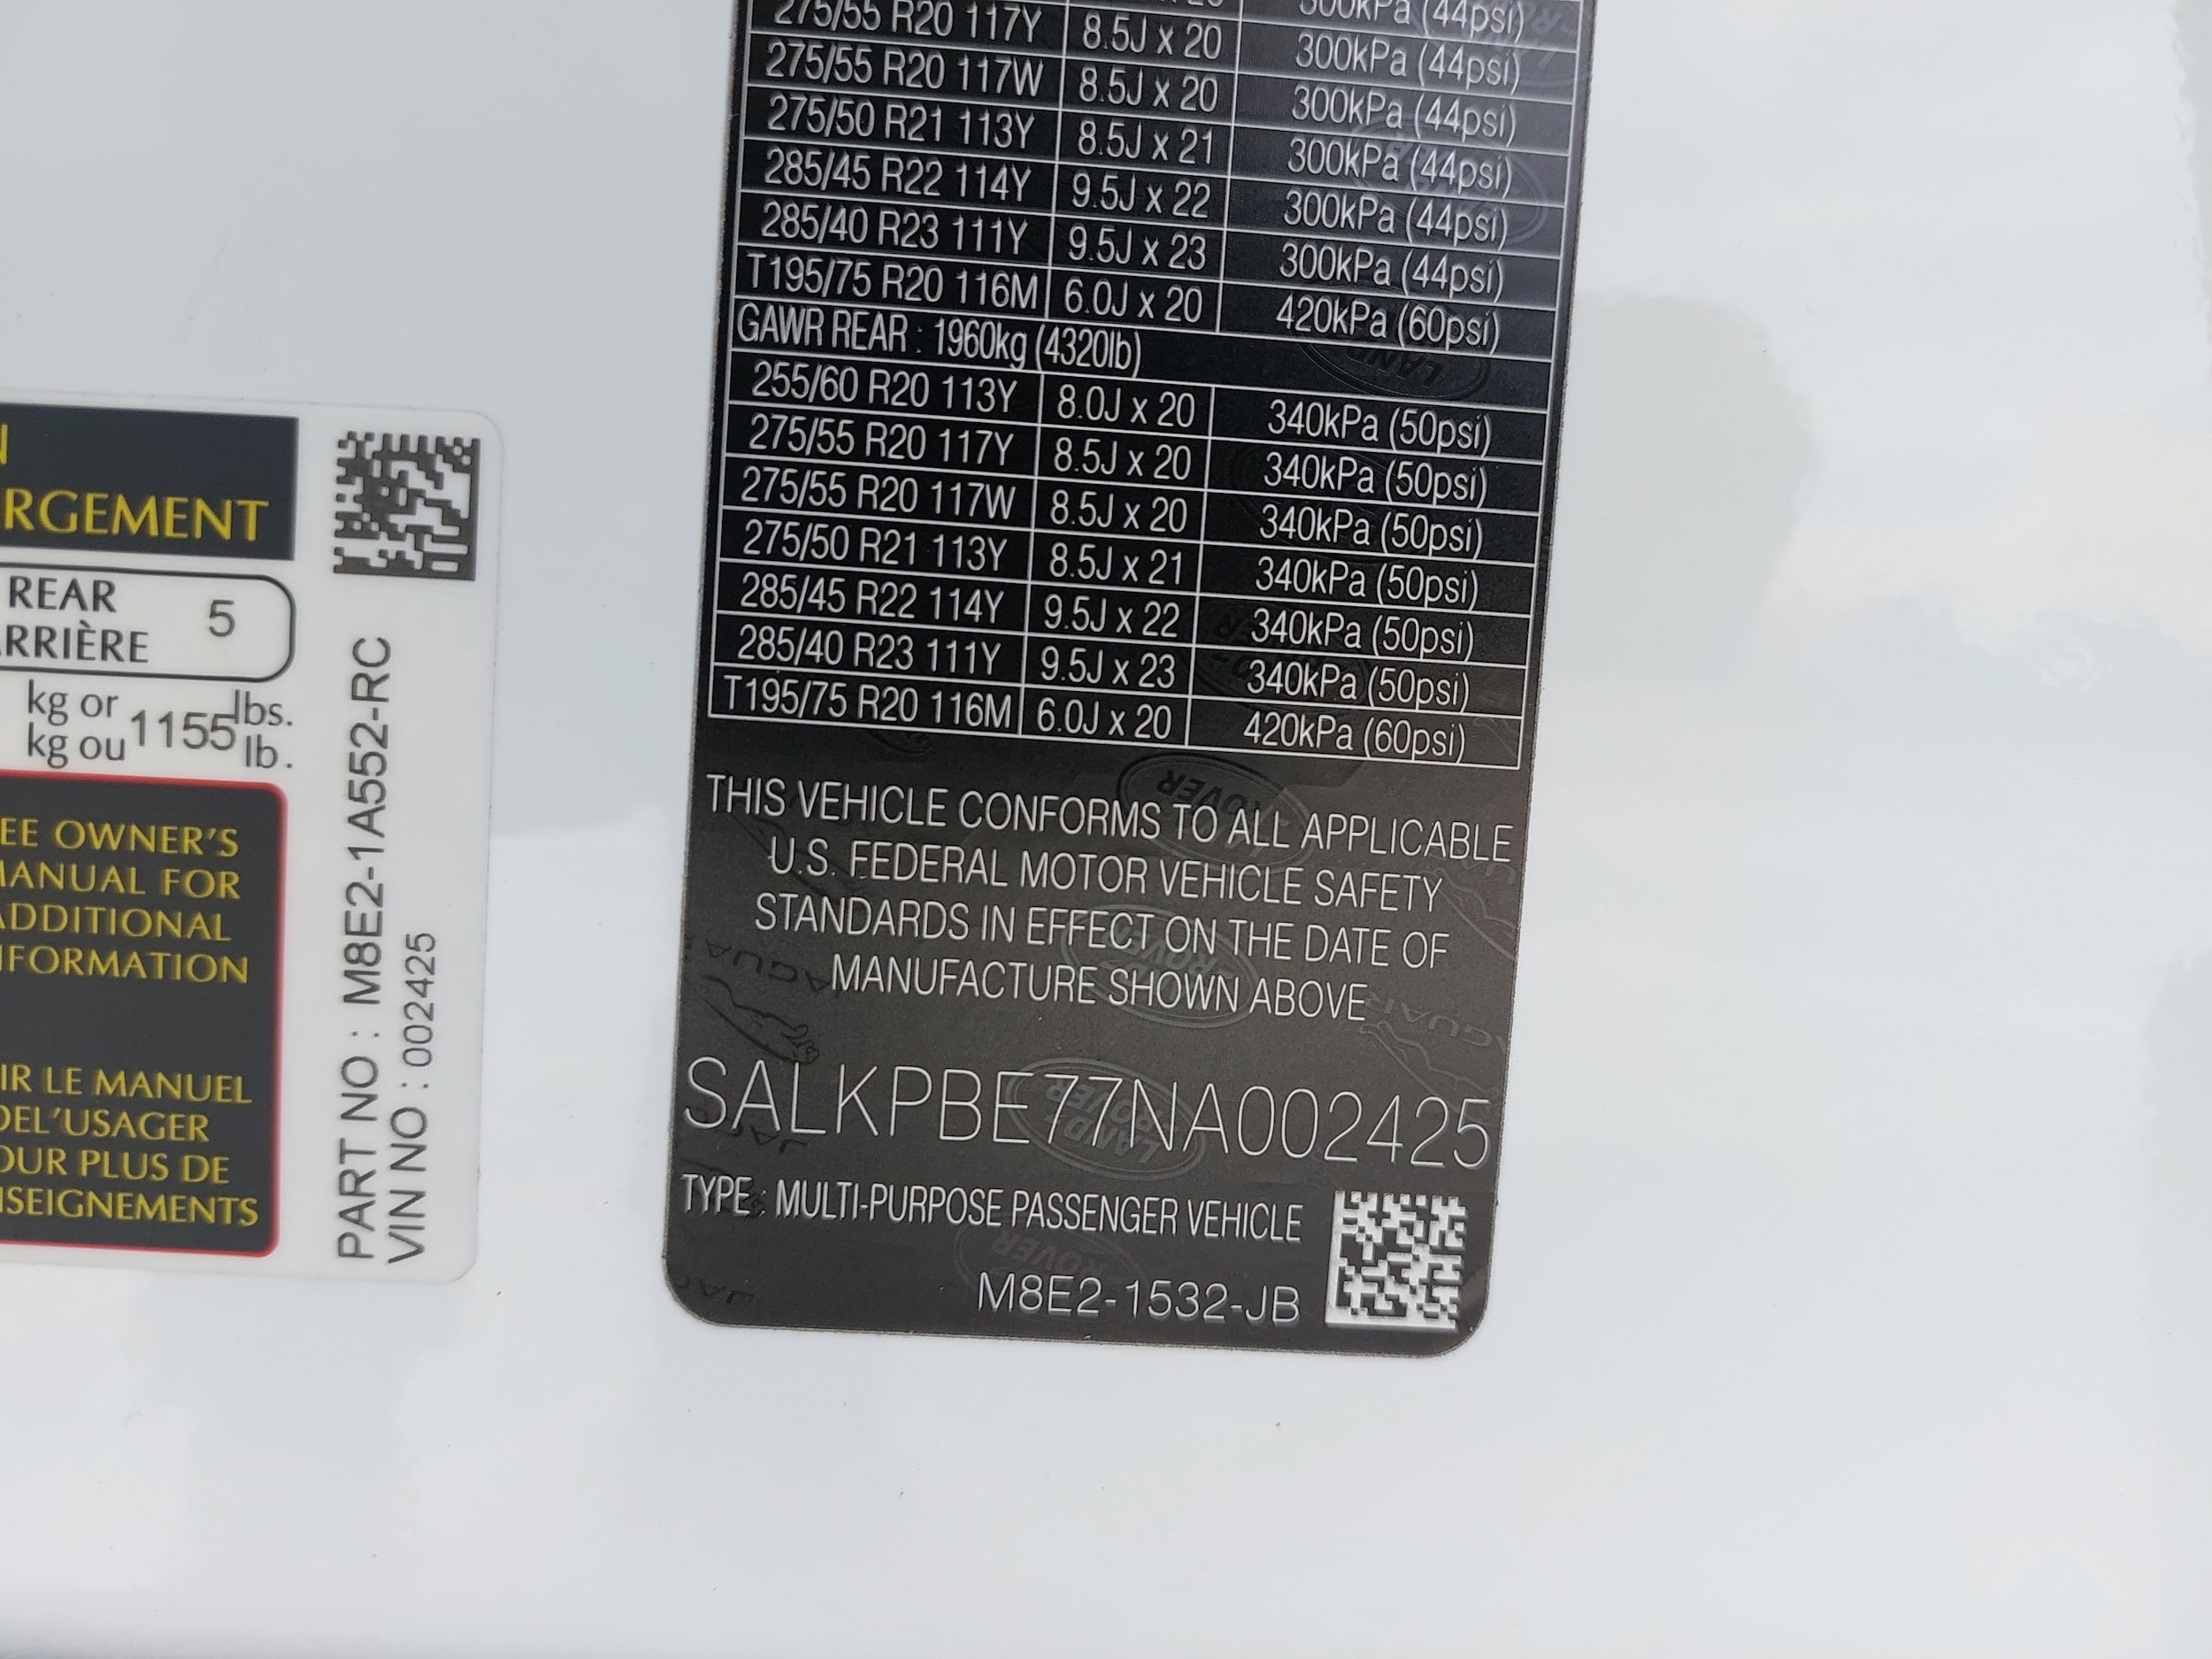 300kPa (44psi)
275/55 R20 117Y 8.5J x 20 300kPa (44psi)
275/55 R20 117W 8.5J x 20 300kPa (44psi)
275/50 R21 113Y 8.5J x 21 300kPa (44psi)
285/45 R22 114Y 9.5J x 22 300kPa (44psi)
285/40 R23 111Y 9.5J x 23 300kPa (44psi)
T195/75 R20 116M 6.0J x 20 420kPa (60psi)
GAWR REAR : 1960kg (4320lb)
255/60 R20 113Y 8.0J x 20 340kPa (50psi)
275/55 R20 117Y 8.5J x 20 340kPa (50psi)
275/55 R20 117W 8.5J x 20 340kPa (50psi)
275/50 R21 113Y 8.5J x 21 340kPa (50psi)
285/45 R22 114Y 9.5J x 22 340kPa (50psi)
285/40 R23 111Y 9.5J x 23 340kPa (50psi)
T195/75 R20 116M 6.0J x 20 420kPa (60psi)
THIS VEHICLE CONFORMS TO ALL APPLICABLE
U.S. FEDERAL MOTOR VEHICLE SAFETY
STANDARDS IN EFFECT ON THE DATE OF
MANUFACTURE SHOWN ABOVE
SALKPBE77NA002425
TYPE : MULTI-PURPOSE PASSENGER VEHICLE
M8E2-1532-JB
N
RGEMENT
REAR 5
ARRIÈRE
kg or 1155 lbs.
kg ou lb.
EE OWNER'S
MANUAL FOR
ADDITIONAL
NFORMATION
IR LE MANUEL
DEL'USAGER
OUR PLUS DE
NSEIGNEMENTS
PART NO : M8E2-1A552-RC
VIN NO : 002425